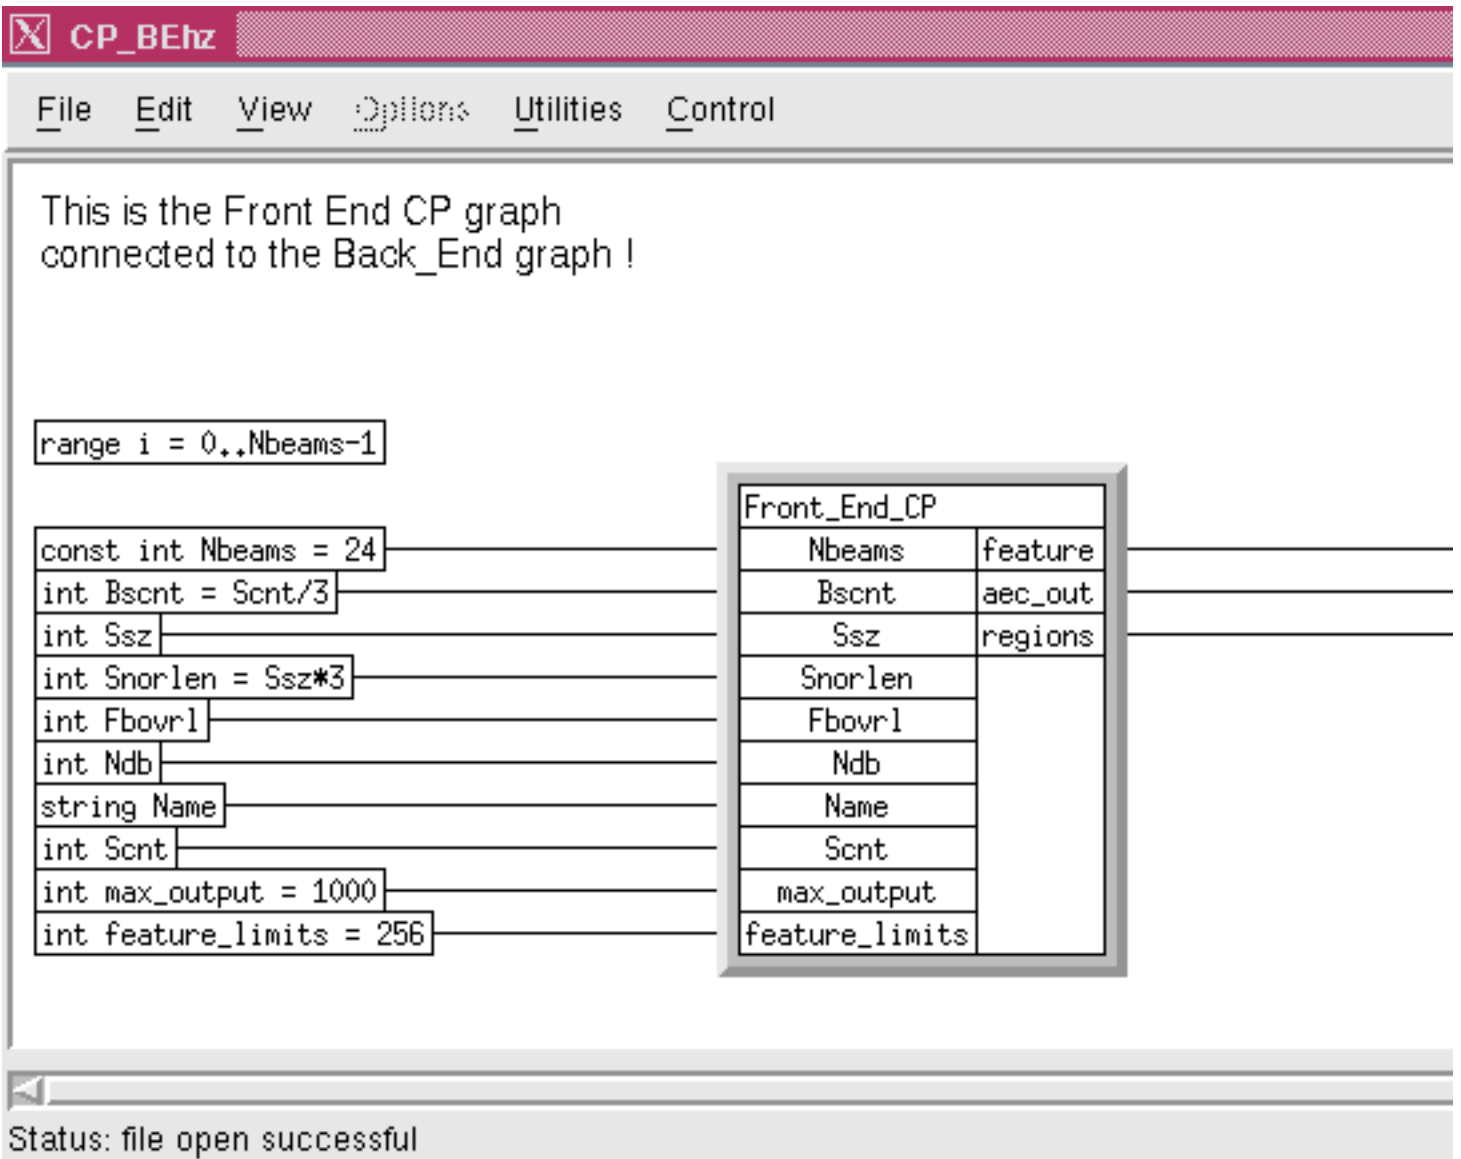 CP_BEhz
File Edit View Options Utilities Control
This is the Front End CP graph
connected to the Back_End graph !
range i = 0..Nbeams-1
const int Nbeams = 24
int Bscnt = Scnt/3
int Ssz
int Snorlen = Ssz*3
int Fbovrl
int Ndb
string Name
int Scnt
int max_output = 1000
int feature_limits = 256
Front_End_CP
Nbeams feature
Bscnt aec_out
Ssz regions
Snorlen
Fbovrl
Ndb
Name
Scnt
max_output
feature_limits
Status: file open successful